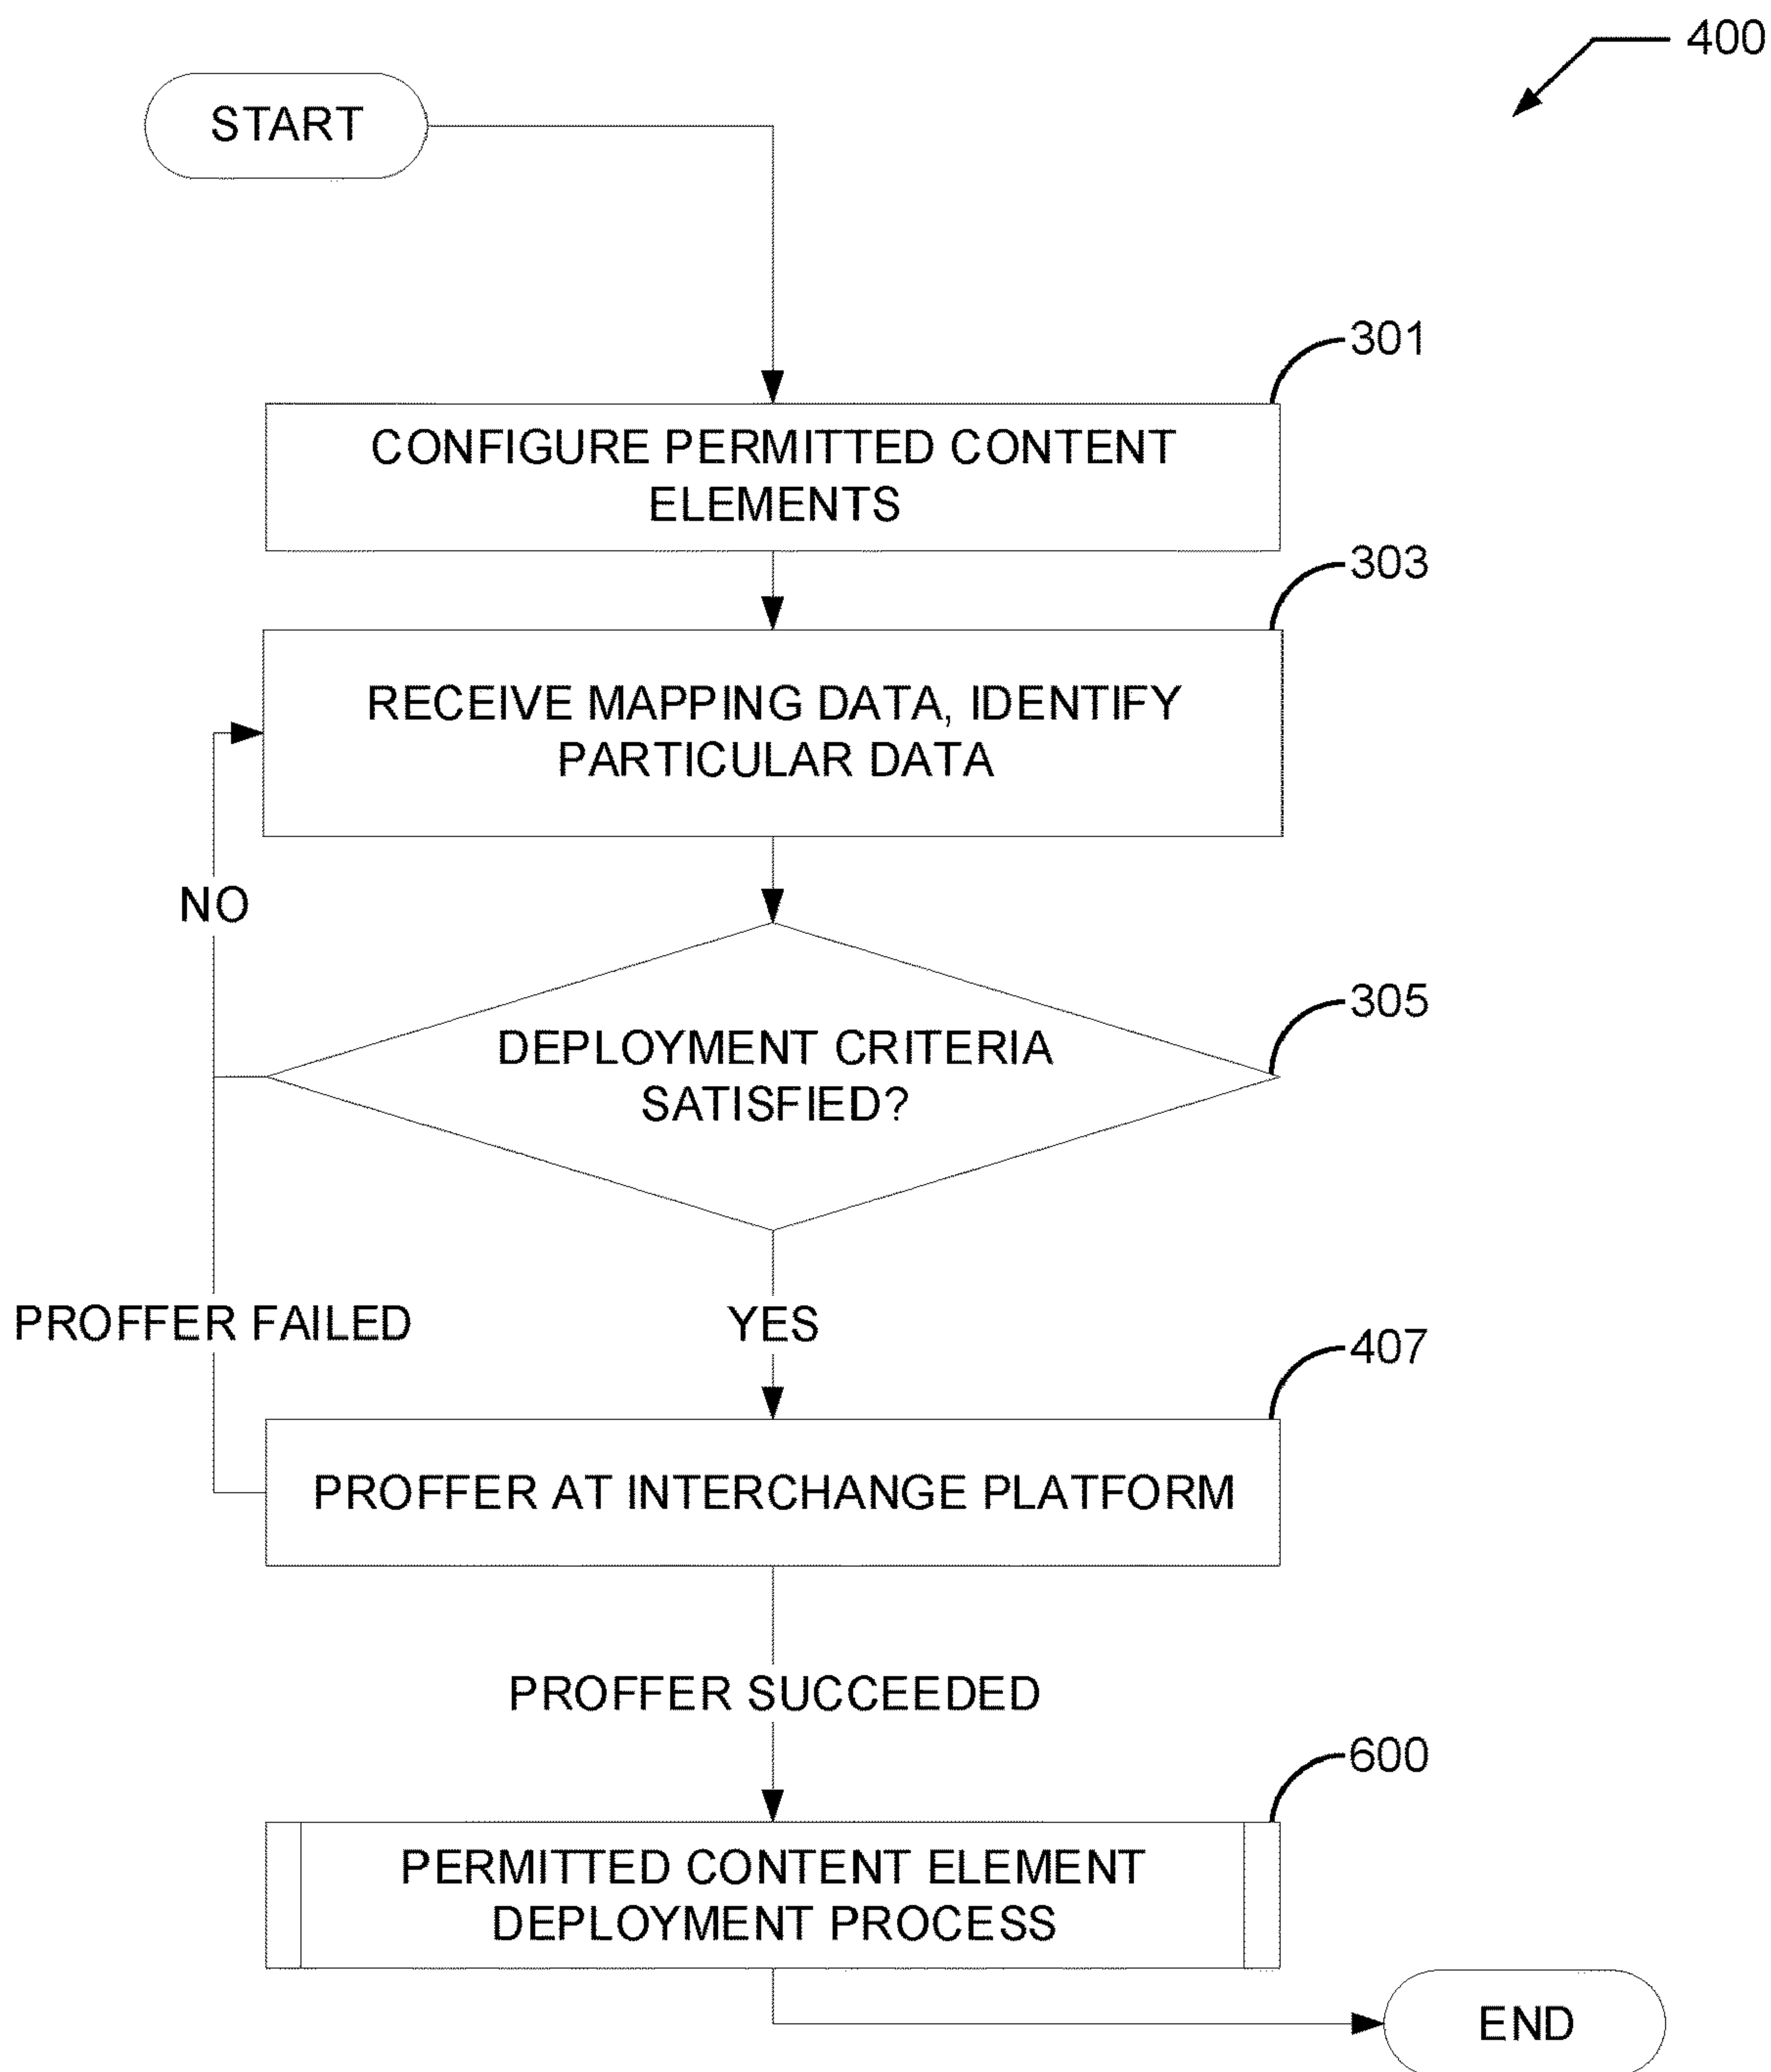 400
START
301
CONFIGURE PERMITTED CONTENT
ELEMENTS
303
RECEIVE MAPPING DATA, IDENTIFY
PARTICULAR DATA
NO
305
DEPLOYMENT CRITERIA
SATISFIED?
PROFFER FAILED
YES
407
PROFFER AT INTERCHANGE PLATFORM
PROFFER SUCCEEDED
600
PERMITTED CONTENT ELEMENT
DEPLOYMENT PROCESS
END